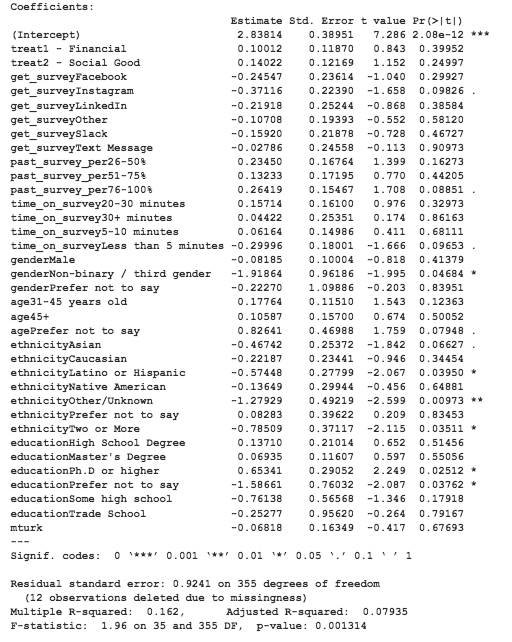 Coefficients:
Estimate Std. Error t value Pr(>|t|)
(Intercept) 2.83814 0.38951 7.286 2.08e-12 ***
treat1 - Financial 0.10012 0.11870 0.843 0.39952
treat2 - Social Good 0.14022 0.12169 1.152 0.24997
get_surveyFacebook -0.24547 0.23614 -1.040 0.29927
get_surveyInstagram -0.37116 0.22390 -1.658 0.09826 .
get_surveyLinkedIn -0.21918 0.25244 -0.868 0.38584
get_surveyOther -0.10708 0.19393 -0.552 0.58120
get_surveySlack -0.15920 0.21878 -0.728 0.46727
get_surveyText Message -0.02786 0.24558 -0.113 0.90973
past_survey_per26-50% 0.23450 0.16764 1.399 0.16273
past_survey_per51-75% 0.13233 0.17195 0.770 0.44205
past_survey_per76-100% 0.26419 0.15467 1.708 0.08851 .
time_on_survey20-30 minutes 0.15714 0.16100 0.976 0.32973
time_on_survey30+ minutes 0.04422 0.25351 0.174 0.86163
time_on_survey5-10 minutes 0.06164 0.14986 0.411 0.68111
time_on_surveyLess than 5 minutes -0.29996 0.18001 -1.666 0.09653 .
genderMale -0.08185 0.10004 -0.818 0.41379
genderNon-binary / third gender -1.91864 0.96186 -1.995 0.04684 *
genderPrefer not to say -0.22270 1.09886 -0.203 0.83951
age31-45 years old 0.17764 0.11510 1.543 0.12363
age45+ 0.10587 0.15700 0.674 0.50052
agePrefer not to say 0.82641 0.46988 1.759 0.07948 .
ethnicityAsian -0.46742 0.25372 -1.842 0.06627 .
ethnicityCaucasian -0.22187 0.23441 -0.946 0.34454
ethnicityLatino or Hispanic -0.57448 0.27799 -2.067 0.03950 *
ethnicityNative American -0.13649 0.29944 -0.456 0.64881
ethnicityOther/Unknown -1.27929 0.49219 -2.599 0.00973 **
ethnicityPrefer not to say 0.08283 0.39622 0.209 0.83453
ethnicityTwo or More -0.78509 0.37117 -2.115 0.03511 *
educationHigh School Degree 0.13710 0.21014 0.652 0.51456
educationMaster's Degree 0.06935 0.11607 0.597 0.55056
educationPh.D or higher 0.65341 0.29052 2.249 0.02512 *
educationPrefer not to say -1.58661 0.76032 -2.087 0.03762 *
educationSome high school -0.76138 0.56568 -1.346 0.17918
educationTrade School -0.25277 0.95620 -0.264 0.79167
mturk -0.06818 0.16349 -0.417 0.67693
---
Signif. codes: 0 ‘***’ 0.001 ‘**’ 0.01 ‘*’ 0.05 ‘.’ 0.1 ‘ ’ 1
Residual standard error: 0.9241 on 355 degrees of freedom
(12 observations deleted due to missingness)
Multiple R-squared: 0.162, Adjusted R-squared: 0.07935
F-statistic: 1.96 on 35 and 355 DF, p-value: 0.001314